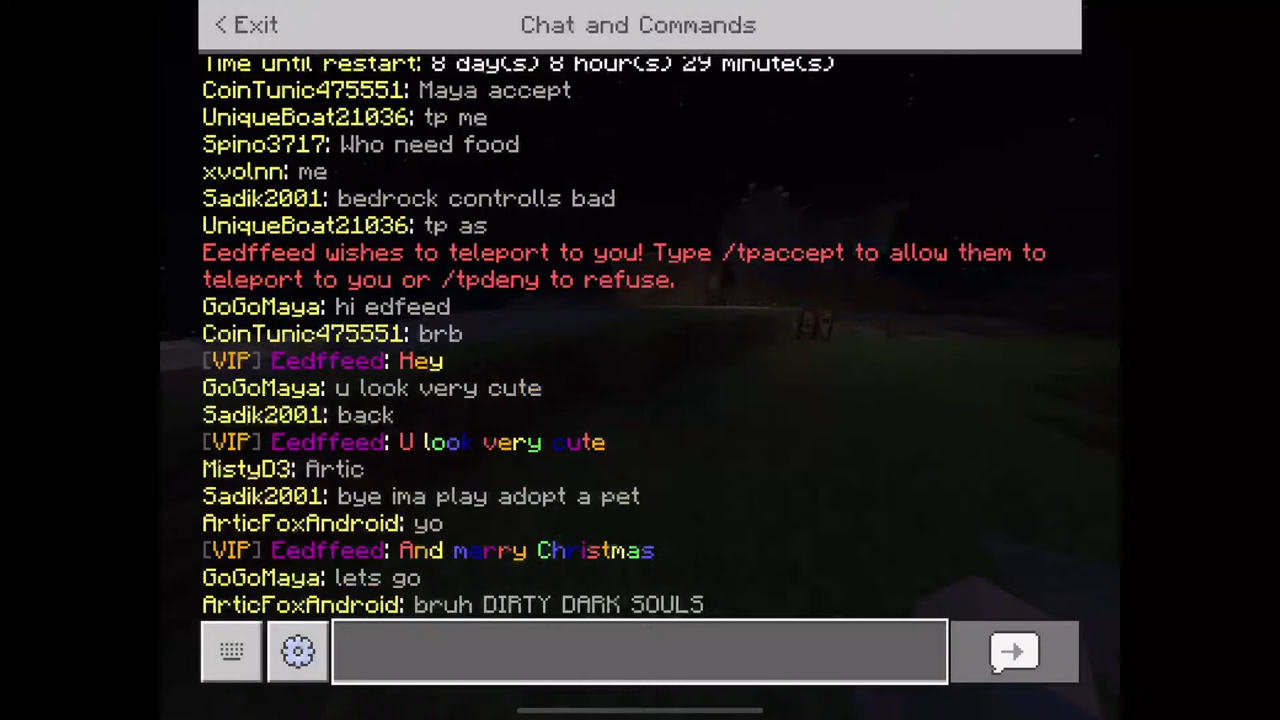 < Exit
Chat and Commands
Time until restart: 8 day(s) 8 hour(s) 29 minute(s)
CoinTunic475551: Maya accept
UniqueBoat21036: tp me
Spino3717: Who need food
xvolnn: me
Sadik2001: bedrock controlls bad
UniqueBoat21036: tp as
Eedffeed wishes to teleport to you! Type /tpaccept to allow them to
teleport to you or /tpdeny to refuse.
GoGoMaya: hi edfeed
CoinTunic475551: brb
[VIP] Eedffeed: Hey
GoGoMaya: u look very cute
Sadik2001: back
[VIP] Eedffeed: U look very cute
MistyD3: Artic
Sadik2001: bye ima play adopt a pet
ArticFoxAndroid: yo
[VIP] Eedffeed: And merry Christmas
GoGoMaya: lets go
ArticFoxAndroid: bruh DIRTY DARK SOULS